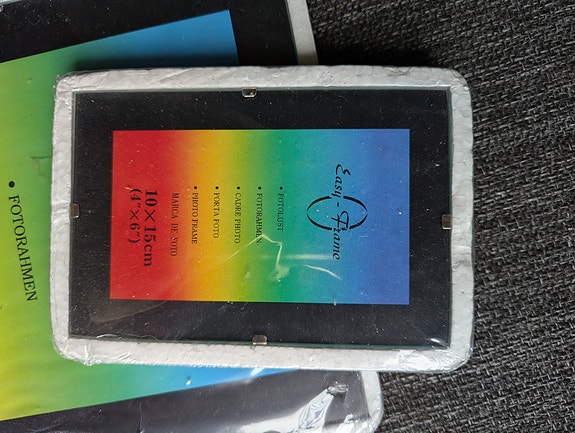 Easy-Frame
• FOTOLIJST
• FOTORAHMEN
• CADRE PHOTO
• PORTA FOTO
• PHOTO FRAME
MARCA DE FOTO
10×15cm
(4"×6")
• FOTORAHMEN